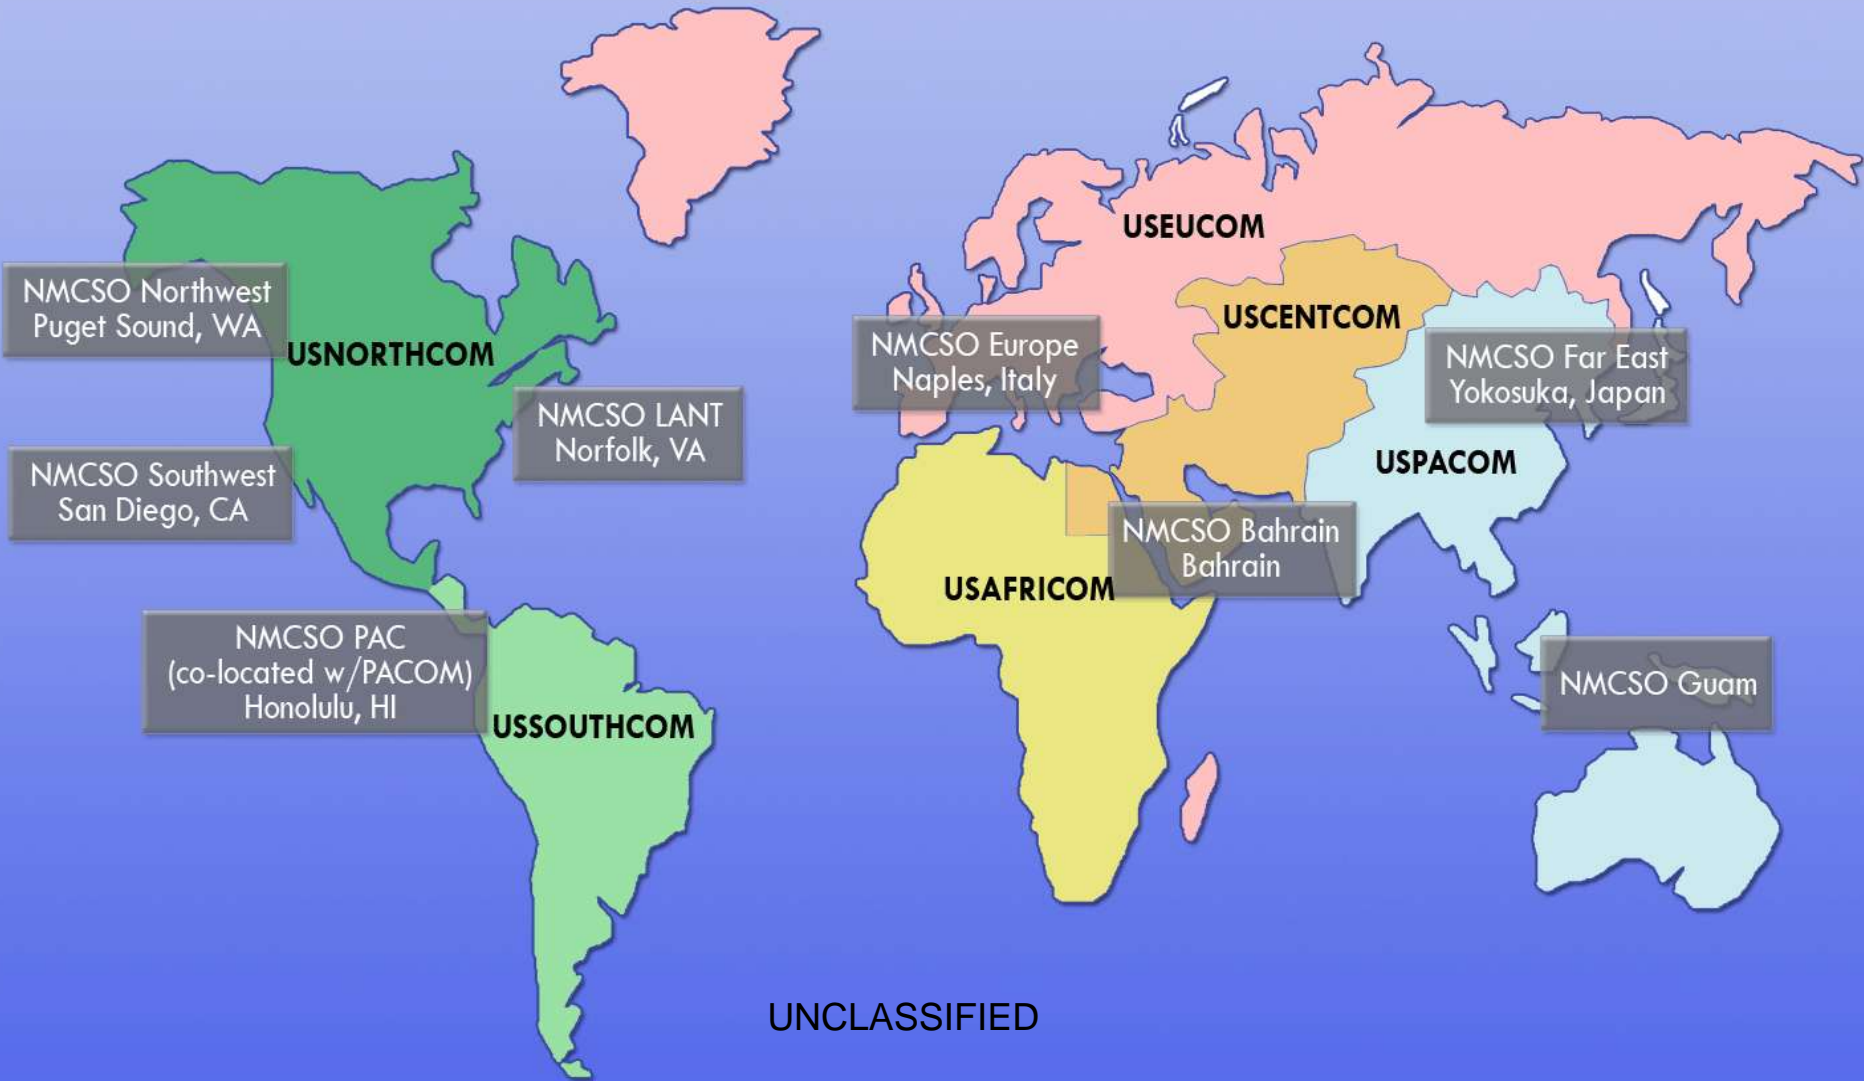 USEUCOM
NMCSO Northwest
Puget Sound, WA
USNORTHCOM
USCENTCOM
NMCSO Europe
Naples, Italy
NMCSO Far East
Yokosuka, Japan
NMCSO LANT
Norfolk, VA
NMCSO Southwest
San Diego, CA
USPACOM
NMCSO Bahrain
Bahrain
USAFRICOM
NMCSO PAC
(co-located w/PACOM)
Honolulu, HI
USSOUTHCOM
NMCSO Guam
UNCLASSIFIED